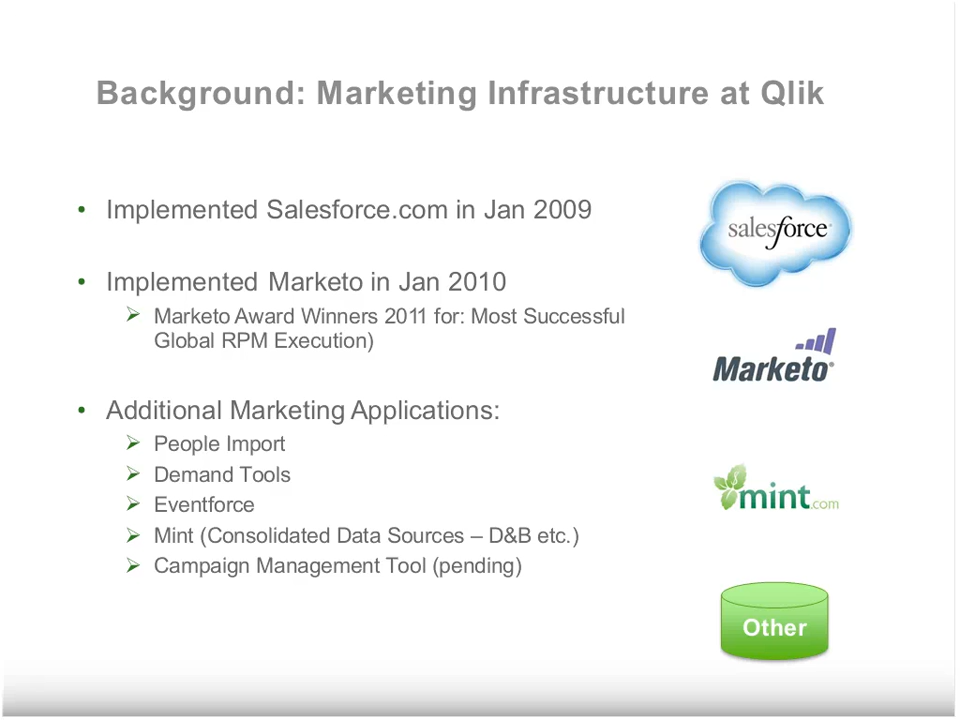 Background: Marketing Infrastructure at Qlik
• Implemented Salesforce.com in Jan 2009
• Implemented Marketo in Jan 2010
➢ Marketo Award Winners 2011 for: Most Successful
Global RPM Execution)
• Additional Marketing Applications:
➢ People Import
➢ Demand Tools
➢ Eventforce
➢ Mint (Consolidated Data Sources – D&B etc.)
➢ Campaign Management Tool (pending)
salesforce
Marketo®
mint.com
Other